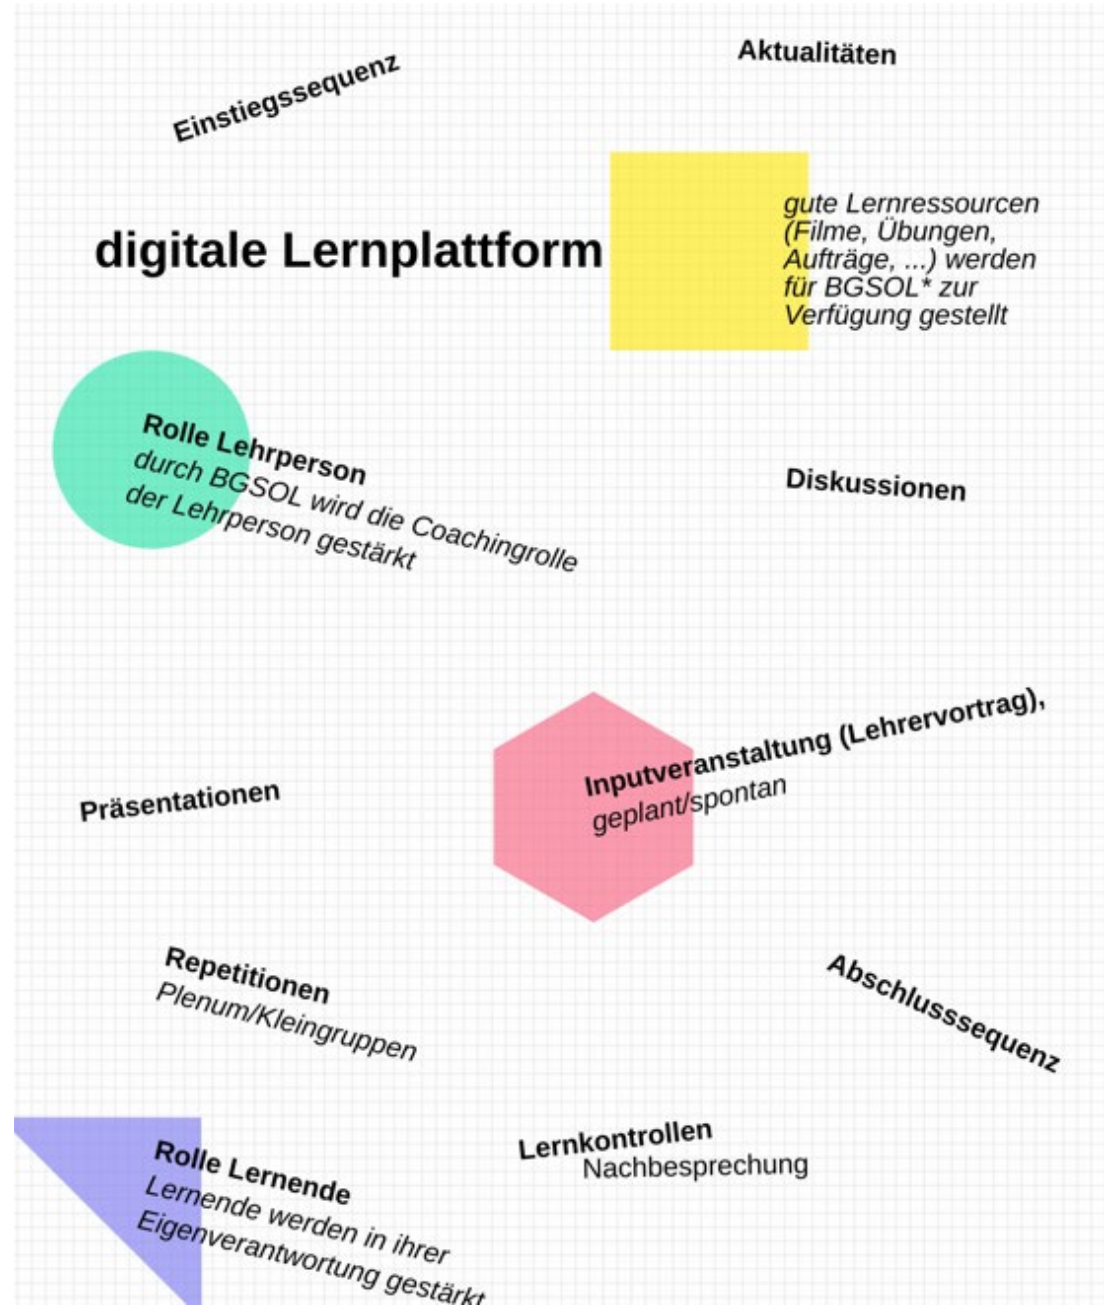 Einstiegssequenz
Aktualitäten
digitale Lernplattform
gute Lernressourcen
(Filme, Übungen,
Aufträge, ...) werden
für BGSOL* zur
Verfügung gestellt
Rolle Lehrperson
durch BGSOL wird die Coachingrolle
der Lehrperson gestärkt
Diskussionen
Inputveranstaltung (Lehrervortrag),
geplant/spontan
Präsentationen
Repetitionen
Plenum/Kleingruppen
Abschlusssequenz
Lernkontrollen
Nachbesprechung
Rolle Lernende
Lernende werden in ihrer
Eigenverantwortung gestärkt